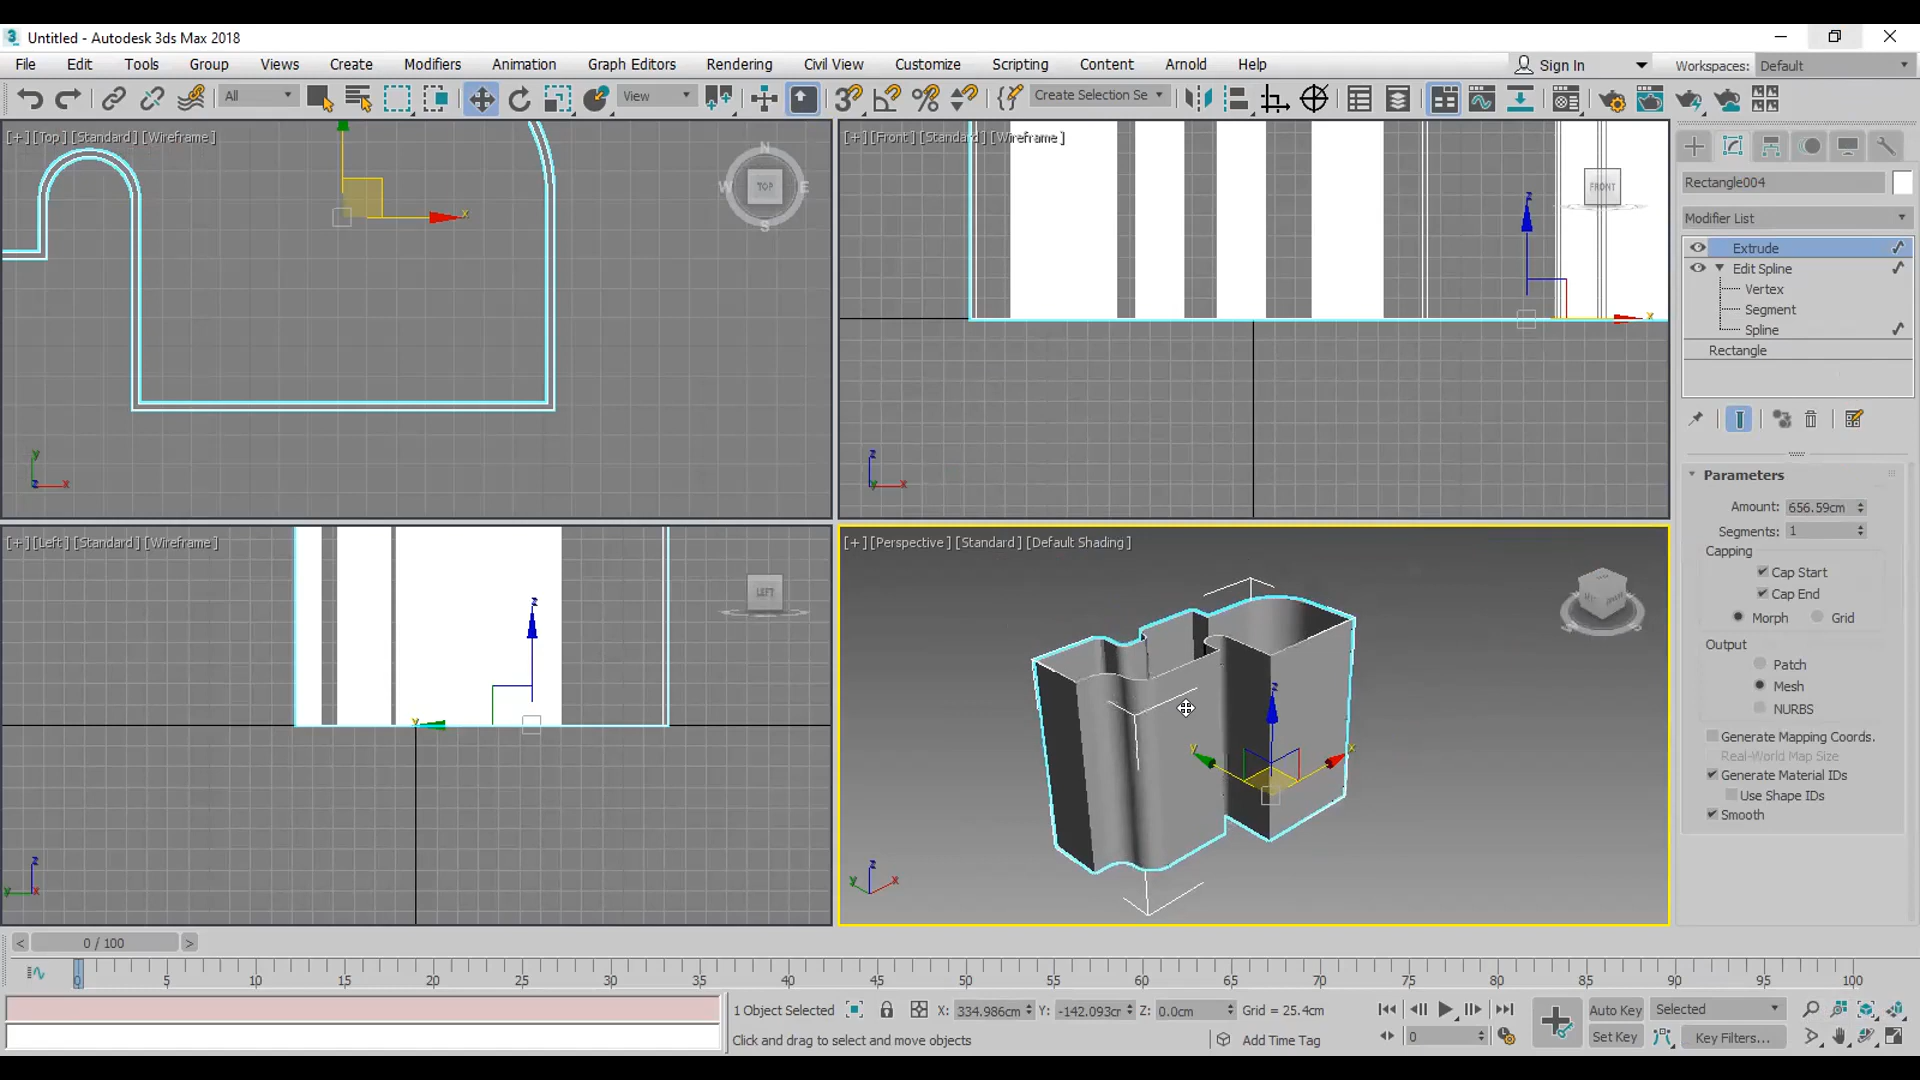 3 Untitled - Autodesk 3ds Max 2018
File Edit Tools Group Views Create Modifiers Animation Graph Editors Rendering Civil View Customize Scripting Content Arnold Help Sign In Workspaces: Default
All View Create Selection Se
[+] [Top] [Standard] [Wireframe]
[+] [Front] [Standard] [Wireframe]
N
W TOP E
S
x
y
x
z
FRONT
z
x
z
x
Rectangle004
Modifier List
Extrude
Edit Spline
Vertex
Segment
Spline
Rectangle
Parameters
Amount: 656.59cm
Segments: 1
Capping
Cap Start
Cap End
Morph Grid
Output
Patch
Mesh
NURBS
Generate Mapping Coords.
Real-World Map Size
Generate Material IDs
Use Shape IDs
Smooth
[+] [Left] [Standard] [Wireframe]
[+] [Perspective] [Standard] [Default Shading]
LEFT
z
y
z
y x
z
y x
z
y x
< 0 / 100 >
0 5 10 15 20 25 30 35 40 45 50 55 60 65 70 75 80 85 90 95 100
1 Object Selected X: 334.986cm Y: -142.093cr Z: 0.0cm Grid = 25.4cm Auto Key Selected
Click and drag to select and move objects Add Time Tag 0 Set Key Key Filters...